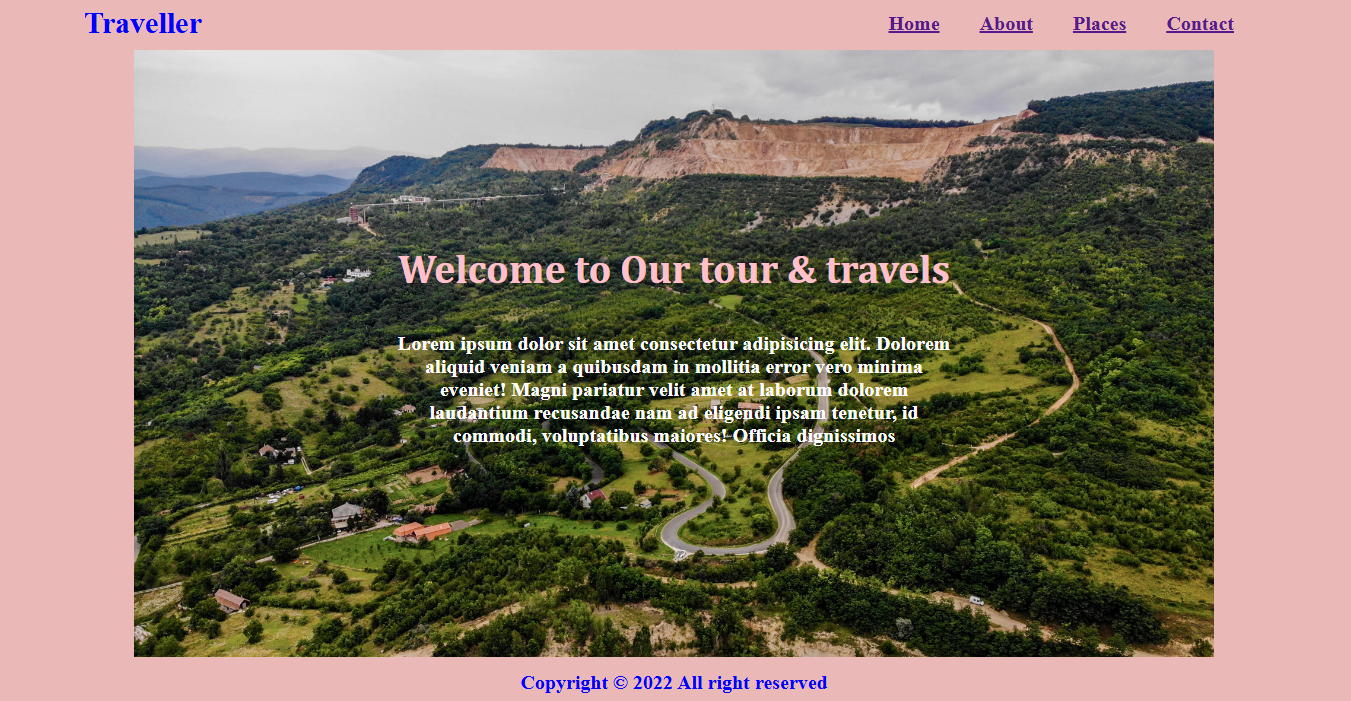 Traveller
Home About Places Contact
Welcome to Our tour & travels
Lorem ipsum dolor sit amet consectetur adipisicing elit. Dolorem
aliquid veniam a quibusdam in mollitia error vero minima
eveniet! Magni pariatur velit amet at laborum dolorem
laudantium recusandae nam ad eligendi ipsam tenetur, id
commodi, voluptatibus maiores! Officia dignissimos
Copyright © 2022 All right reserved